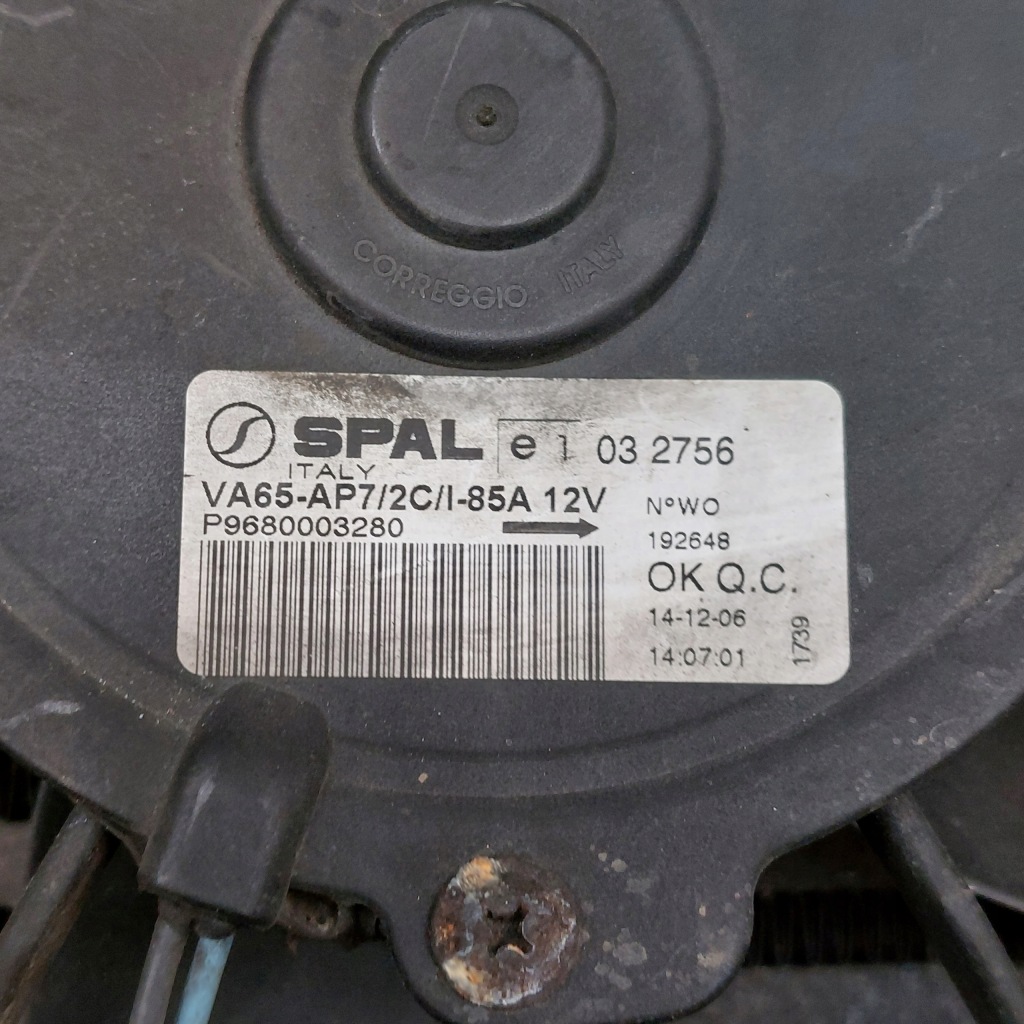 CORREGGIO ITALY
SPAL e 1 03 2756
ITALY
VA65-AP7/2C/I-85A 12V
P9680003280
N°WO
192648
OK Q.C.
14-12-06
14:07:01
1739